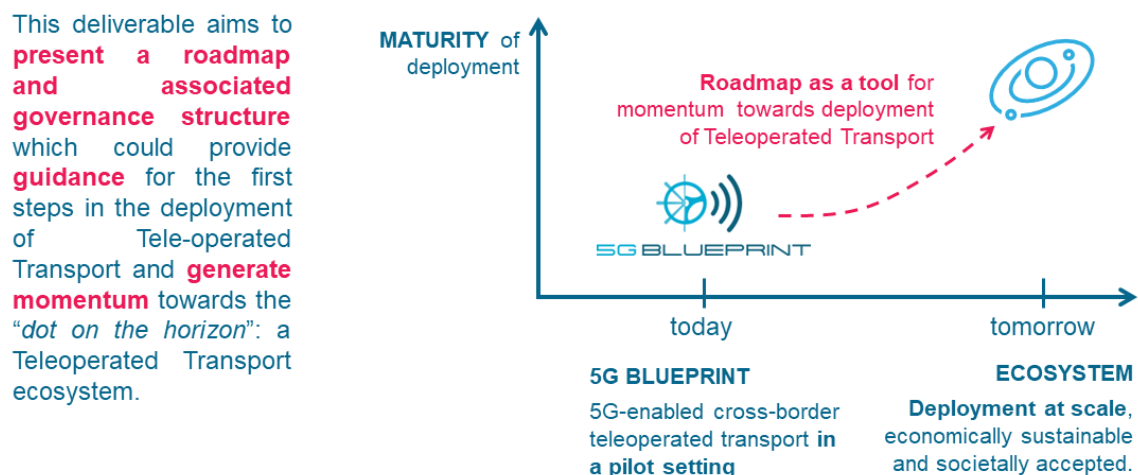 This deliverable aims to
present a roadmap
and associated
governance structure
which could provide
guidance for the first
steps in the deployment
of Tele-operated
Transport and generate
momentum towards the
“dot on the horizon”: a
Teleoperated Transport
ecosystem.
MATURITY of
deployment
Roadmap as a tool for
momentum towards deployment
of Teleoperated Transport
5G BLUEPRINT
today
tomorrow
5G BLUEPRINT
5G-enabled cross-border
teleoperated transport in
a pilot setting
ECOSYSTEM
Deployment at scale,
economically sustainable
and societally accepted.